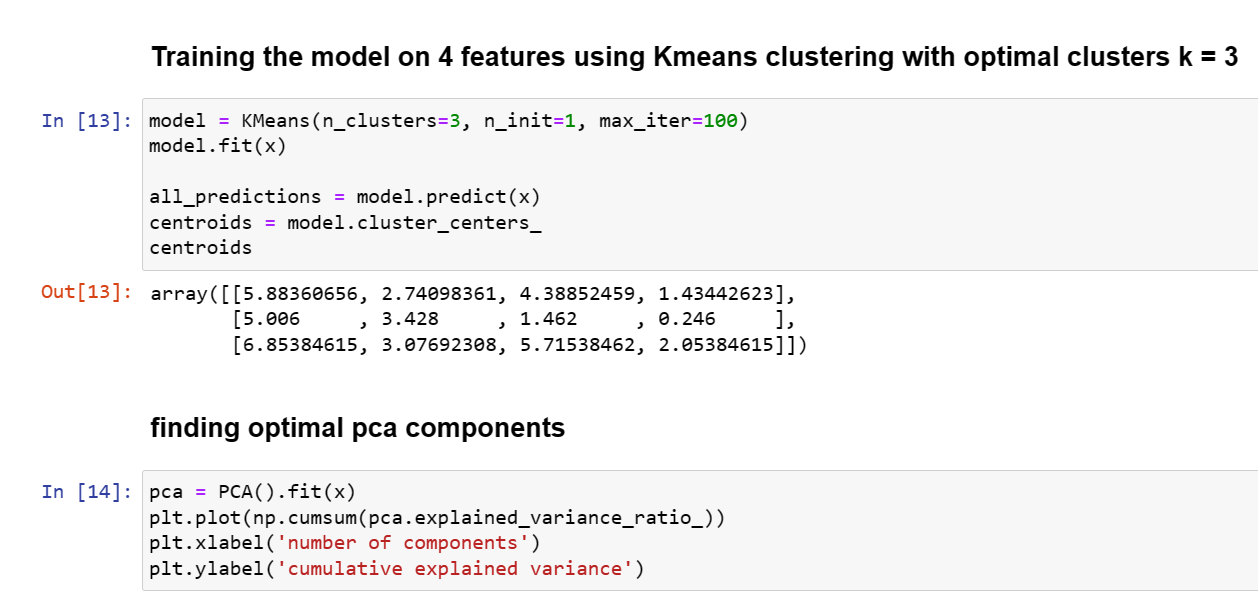 Training the model on 4 features using Kmeans clustering with optimal clusters k = 3
In [13]: model = KMeans(n_clusters=3, n_init=1, max_iter=100)
model.fit(x)
all_predictions = model.predict(x)
centroids = model.cluster_centers_
centroids
Out[13]: array([[5.88360656, 2.74098361, 4.38852459, 1.43442623],
[5.006     , 3.428     , 1.462     , 0.246     ],
[6.85384615, 3.07692308, 5.71538462, 2.05384615]])
finding optimal pca components
In [14]: pca = PCA().fit(x)
plt.plot(np.cumsum(pca.explained_variance_ratio_))
plt.xlabel('number of components')
plt.ylabel('cumulative explained variance')